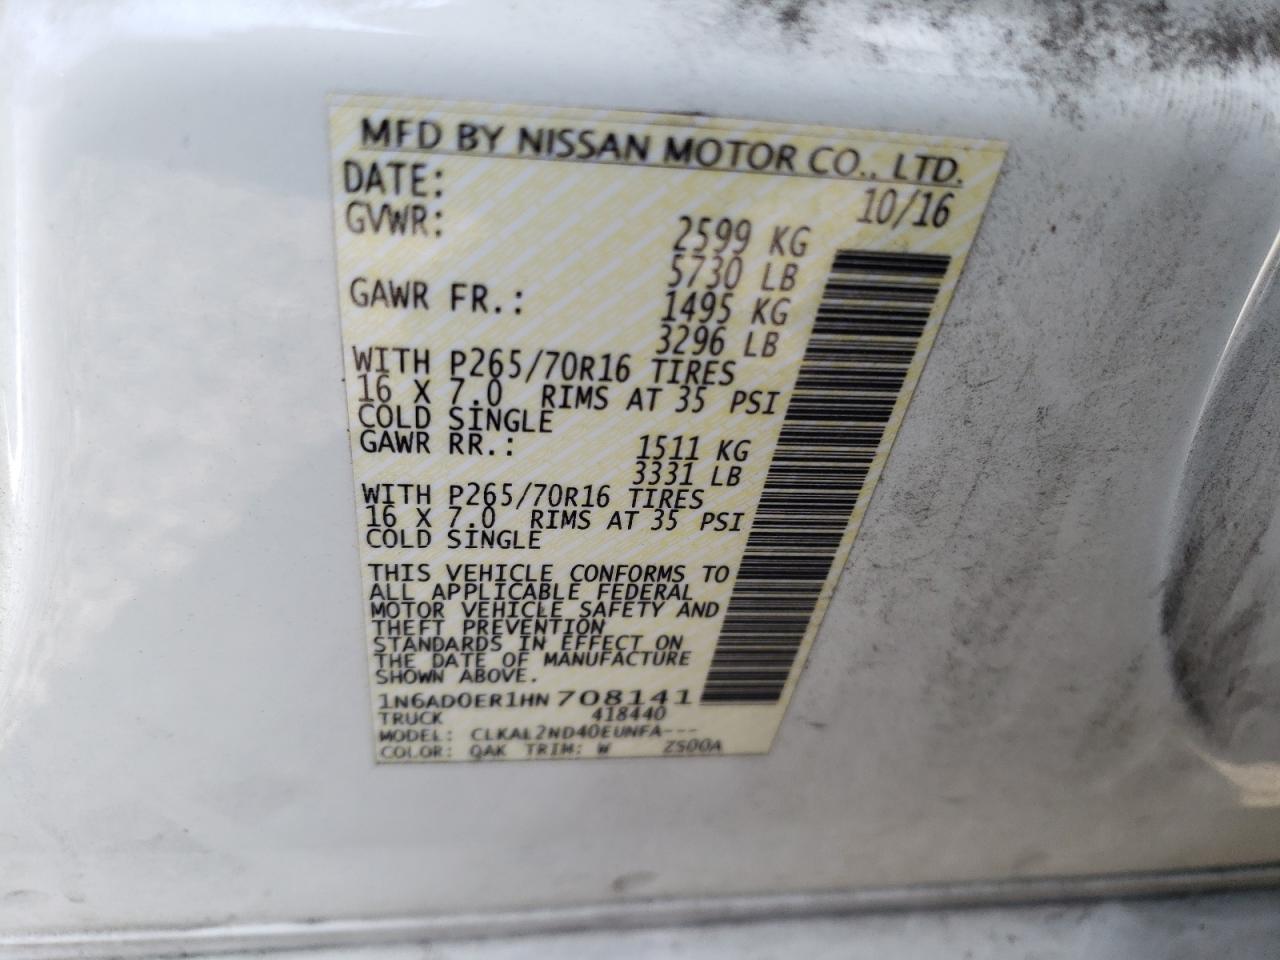 MFD BY NISSAN MOTOR CO., LTD.
DATE: 10/16
GVWR: 2599 KG
5730 LB
GAWR FR.: 1495 KG
3296 LB
WITH P265/70R16 TIRES
16 X 7.0 RIMS AT 35 PSI
COLD SINGLE
GAWR RR.: 1511 KG
3331 LB
WITH P265/70R16 TIRES
16 X 7.0 RIMS AT 35 PSI
COLD SINGLE
THIS VEHICLE CONFORMS TO
ALL APPLICABLE FEDERAL
MOTOR VEHICLE SAFETY AND
THEFT PREVENTION
STANDARDS IN EFFECT ON
THE DATE OF MANUFACTURE
SHOWN ABOVE.
1N6AD0ER1HN 708141
TRUCK 418440
MODEL: CLKAL2ND40EUNFA---
COLOR: QAK TRIM: W ZS00A